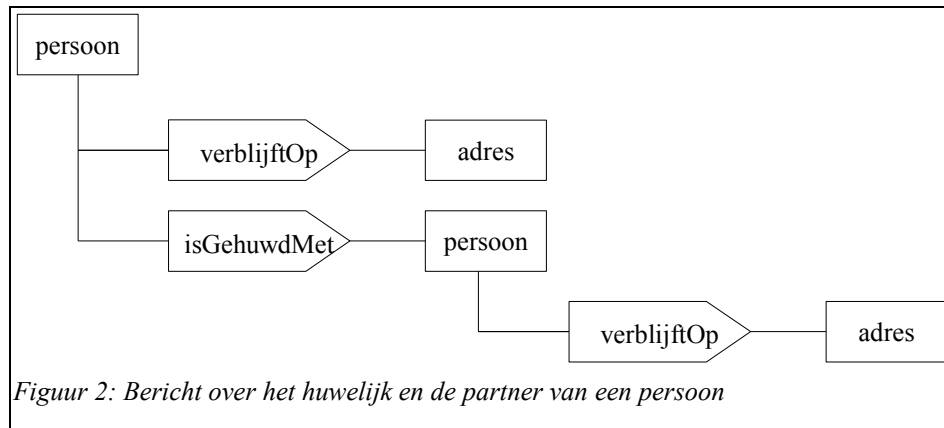 persoon
verblijftOp
adres
isGehuwdMet
persoon
verblijftOp
adres
Figuur 2: Bericht over het huwelijk en de partner van een persoon